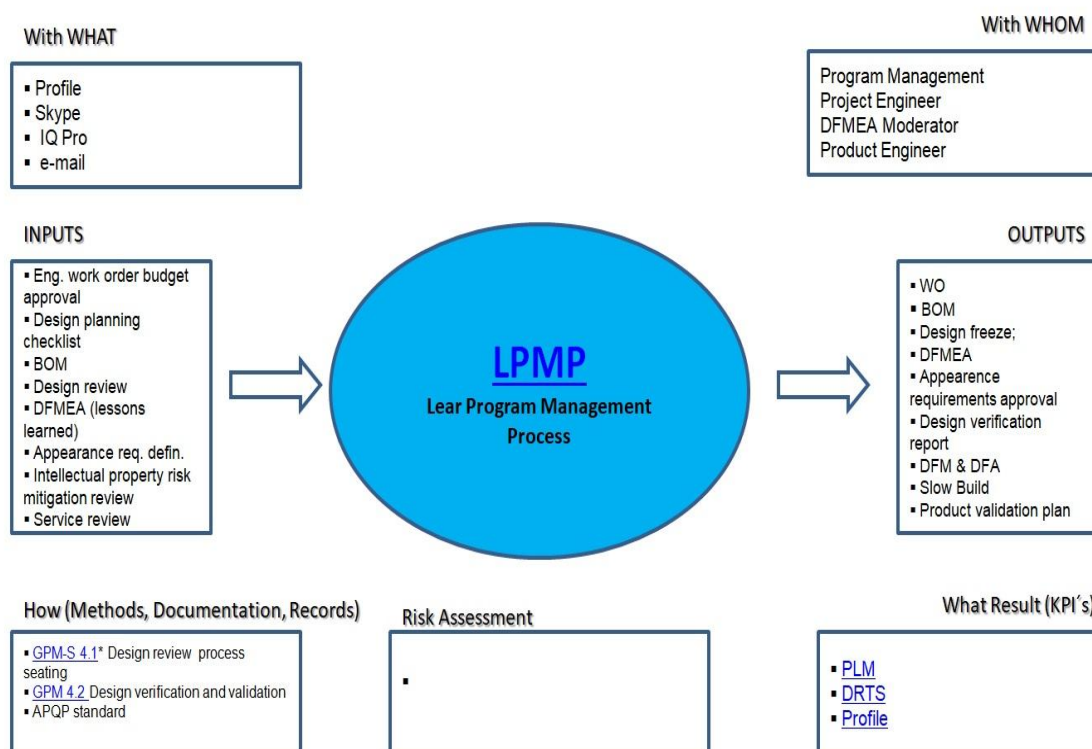 With WHAT
▪ Profile
▪ Skype
▪ IQ Pro
▪ e-mail
With WHOM
Program Management
Project Engineer
DFMEA Moderator
Product Engineer
INPUTS
▪ Eng. work order budget
approval
▪ Design planning
checklist
▪ BOM
▪ Design review
▪ DFMEA (lessons
learned)
▪ Appearance req. defin.
▪ Intellectual property risk
mitigation review
▪ Service review
LPMP
Lear Program Management
Process
OUTPUTS
▪ WO
▪ BOM
▪ Design freeze;
▪ DFMEA
▪ Appearence
requirements approval
▪ Design verification
report
▪ DFM & DFA
▪ Slow Build
▪ Product validation plan
How (Methods, Documentation, Records)
▪ GPM-S 4.1* Design review process
seating
▪ GPM 4.2 Design verification and validation
▪ APQP standard
Risk Assessment
▪
What Result (KPI´s)
▪ PLM
▪ DRTS
▪ Profile